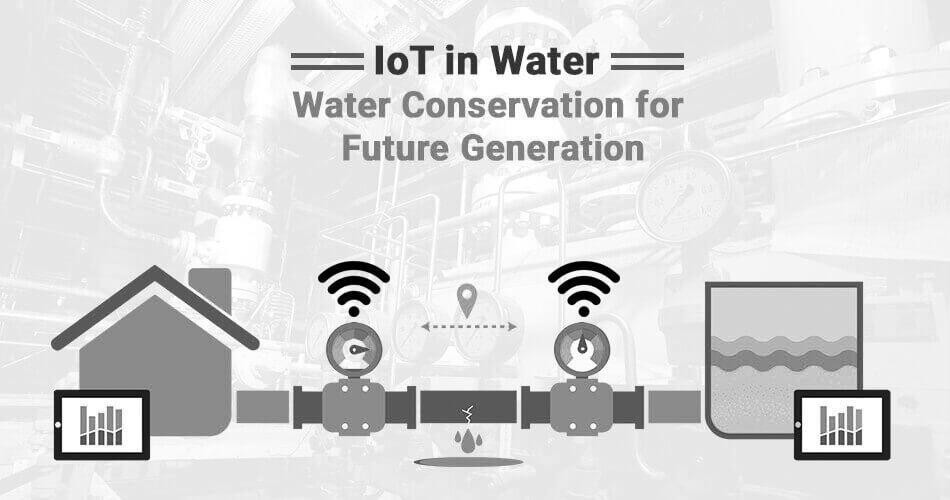 IoT in Water
Water Conservation for
Future Generation